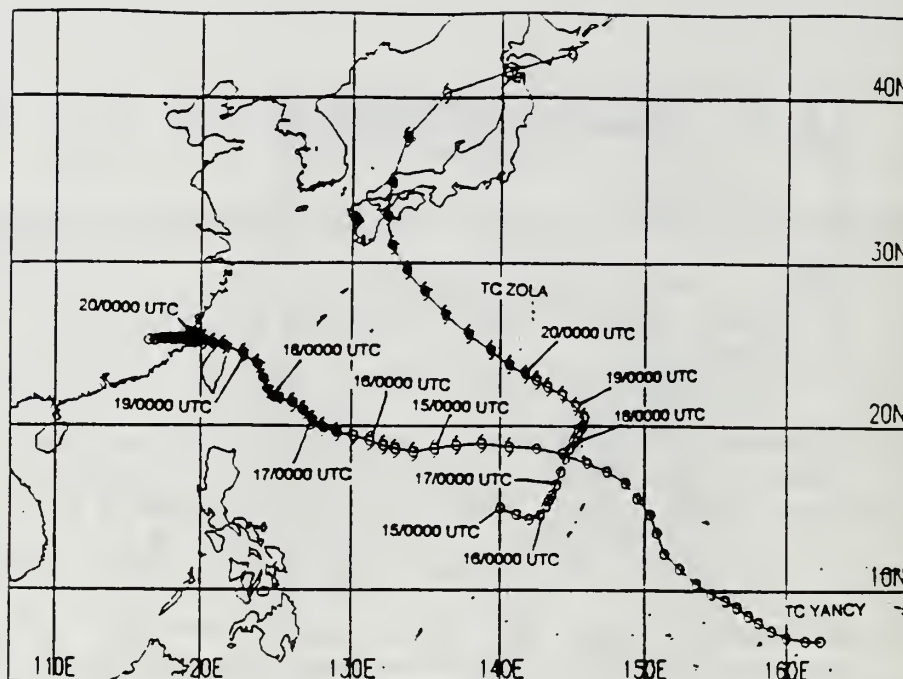 40N
TC ZOLA
30N
20/0000 UTC
20/0000 UTC
18/0000 UTC
19/0000 UTC
16/0000 UTC
19/0000 UTC
15/0000 UTC
18/0000 UTC
20N
17/0000 UTC
17/0000 UTC
15/0000 UTC
16/0000 UTC
10N
TC YANCY
110E 120E 130E 140E 150E 160E